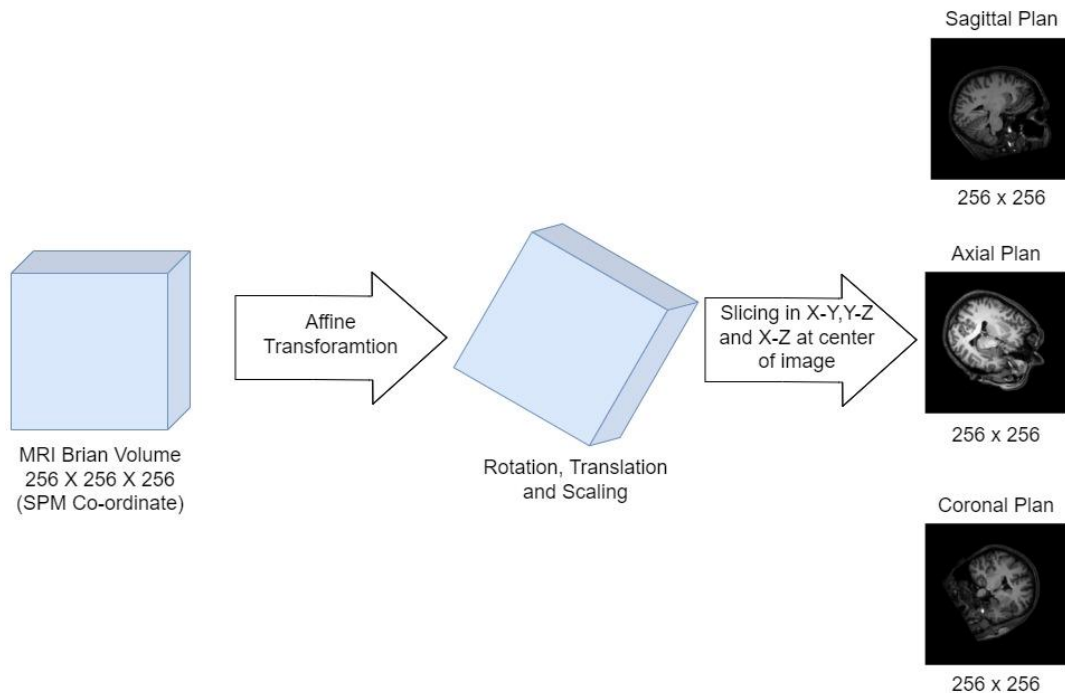 MRI Brian Volume
256 X 256 X 256
(SPM Co-ordinate)
Affine
Transforamtion
Rotation, Translation
and Scaling
Slicing in X-Y,Y-Z
and X-Z at center
of image
Sagittal Plan
256 x 256
Axial Plan
256 x 256
Coronal Plan
256 x 256